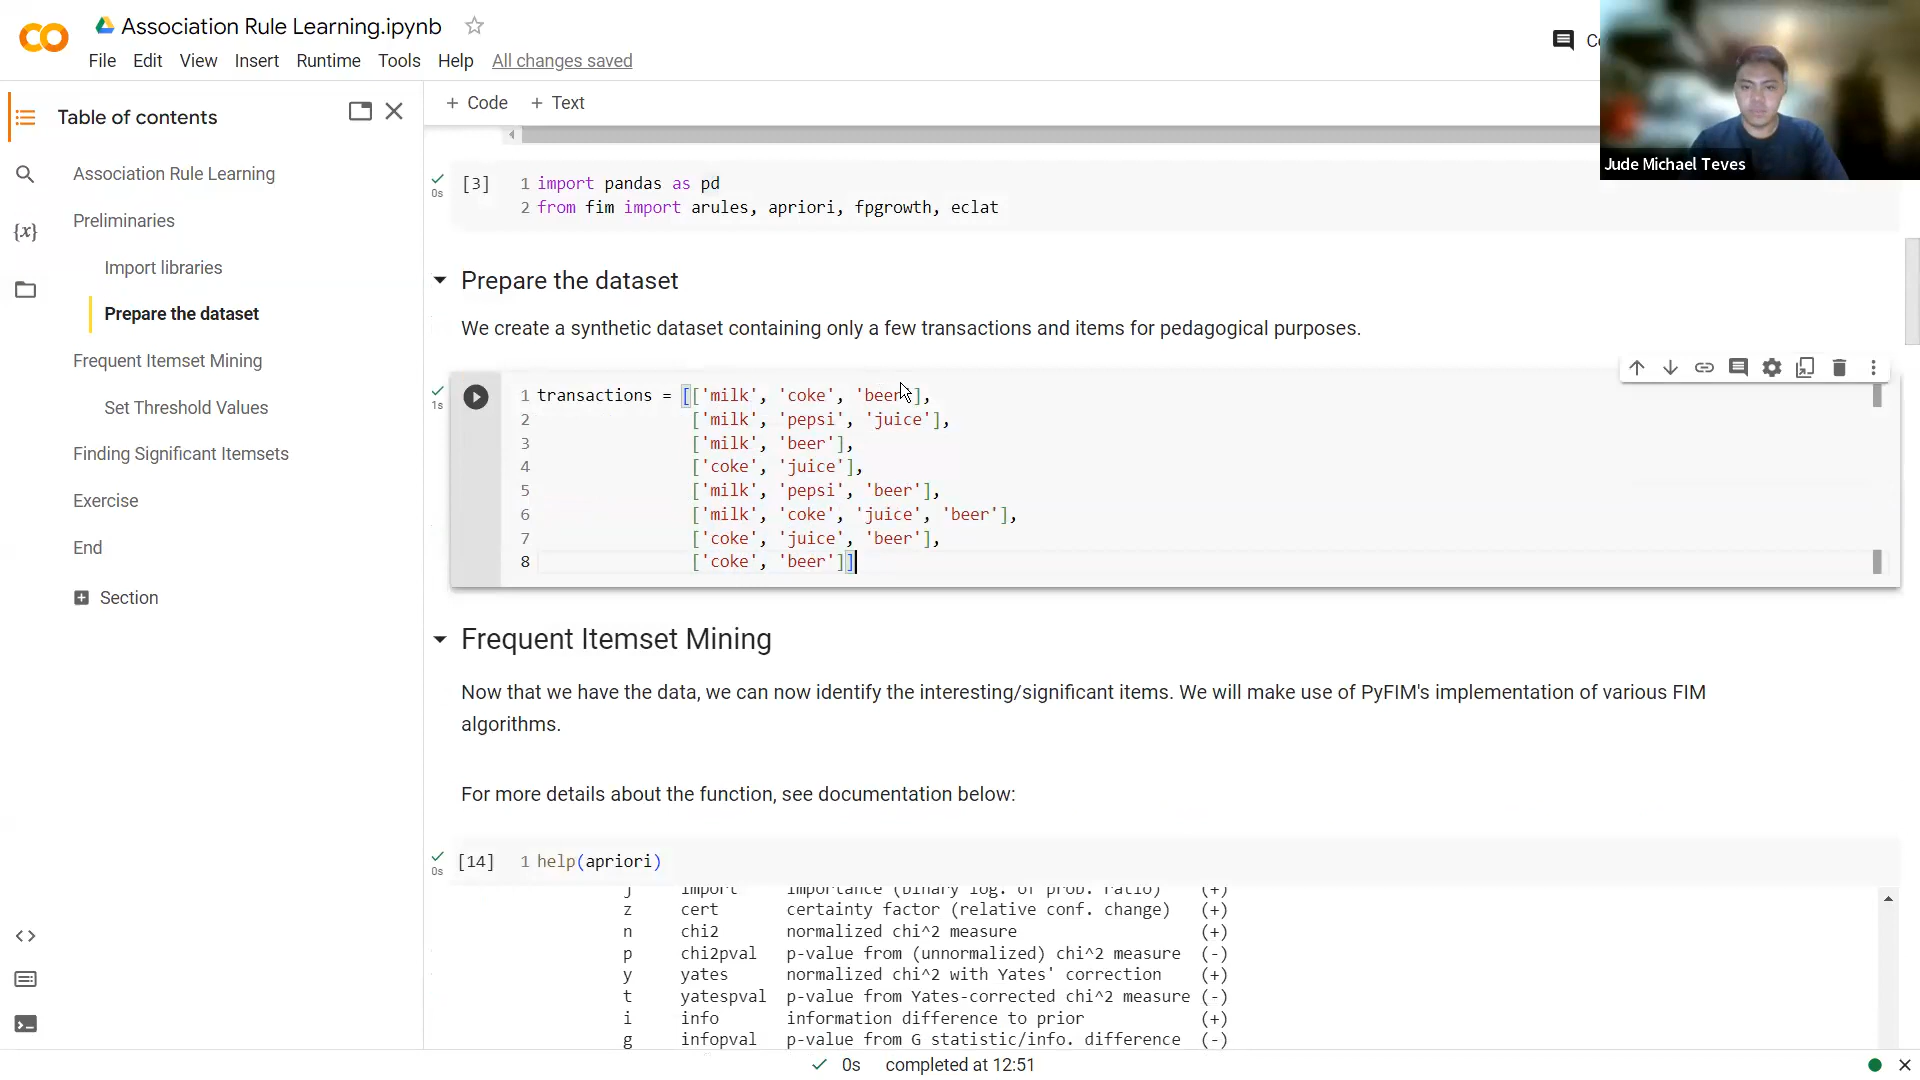 Association Rule Learning.ipynb
File Edit View Insert Runtime Tools Help All changes saved
Jude Michael Teves
Table of contents
Association Rule Learning
Preliminaries
Import libraries
Prepare the dataset
Frequent Itemset Mining
Set Threshold Values
Finding Significant Itemsets
Exercise
End
Section
{x}
+ Code + Text
0s
[3]
1 import pandas as pd
2 from fim import arules, apriori, fpgrowth, eclat
Prepare the dataset
We create a synthetic dataset containing only a few transactions and items for pedagogical purposes.
1s
1 transactions = [['milk', 'coke', 'beer'],
2 ['milk', 'pepsi', 'juice'],
3 ['milk', 'beer'],
4 ['coke', 'juice'],
5 ['milk', 'pepsi', 'beer'],
6 ['milk', 'coke', 'juice', 'beer'],
7 ['coke', 'juice', 'beer'],
8 ['coke', 'beer']]
Frequent Itemset Mining
Now that we have the data, we can now identify the interesting/significant items. We will make use of PyFIM's implementation of various FIM
algorithms.
For more details about the function, see documentation below:
0s
[14]
1 help(apriori)
j import importance (binary log. of prob. ratio) (+)
z cert certainty factor (relative conf. change) (+)
n chi2 normalized chi^2 measure (+)
p chi2pval p-value from (unnormalized) chi^2 measure (-)
y yates normalized chi^2 with Yates' correction (+)
t yatespval p-value from Yates-corrected chi^2 measure (-)
i info information difference to prior (+)
g infopval p-value from G statistic/info. difference (-)
0s completed at 12:51